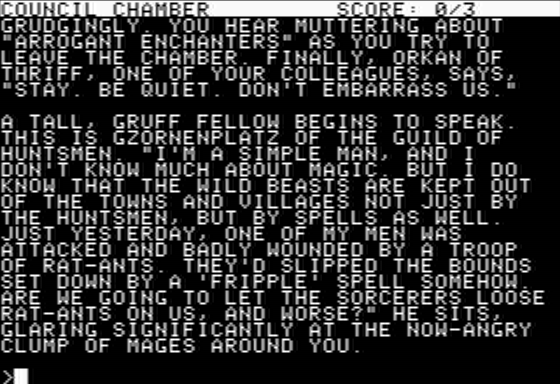 COUNCIL CHAMBER SCORE: 0/3
GRUDGINGLY. YOU HEAR MUTTERING ABOUT
"ARROGANT ENCHANTERS" AS YOU TRY TO
LEAVE THE CHAMBER. FINALLY, ORKAN OF
THRIFF, ONE OF YOUR COLLEAGUES, SAYS,
"STAY. BE QUIET. DON'T EMBARRASS US."
A TALL, GRUFF FELLOW BEGINS TO SPEAK.
THIS IS GZORNENPLATZ OF THE GUILD OF
HUNTSMEN. "I'M A SIMPLE MAN, AND I
DON'T KNOW MUCH ABOUT MAGIC. BUT I DO
KNOW THAT THE WILD BEASTS ARE KEPT OUT
OF THE TOWNS AND VILLAGES NOT JUST BY
THE HUNTSMEN, BUT BY SPELLS AS WELL.
JUST YESTERDAY, ONE OF MY MEN WAS
ATTACKED AND BADLY WOUNDED BY A TROOP
OF RAT-ANTS. THEY'D SLIPPED THE BOUNDS
SET DOWN BY A 'FRIPPLE' SPELL SOMEHOW.
ARE WE GOING TO LET THE SORCERERS LOOSE
RAT-ANTS ON US, AND WORSE?" HE SITS,
GLARING SIGNIFICANTLY AT THE NOW-ANGRY
CLUMP OF MAGES AROUND YOU.
>